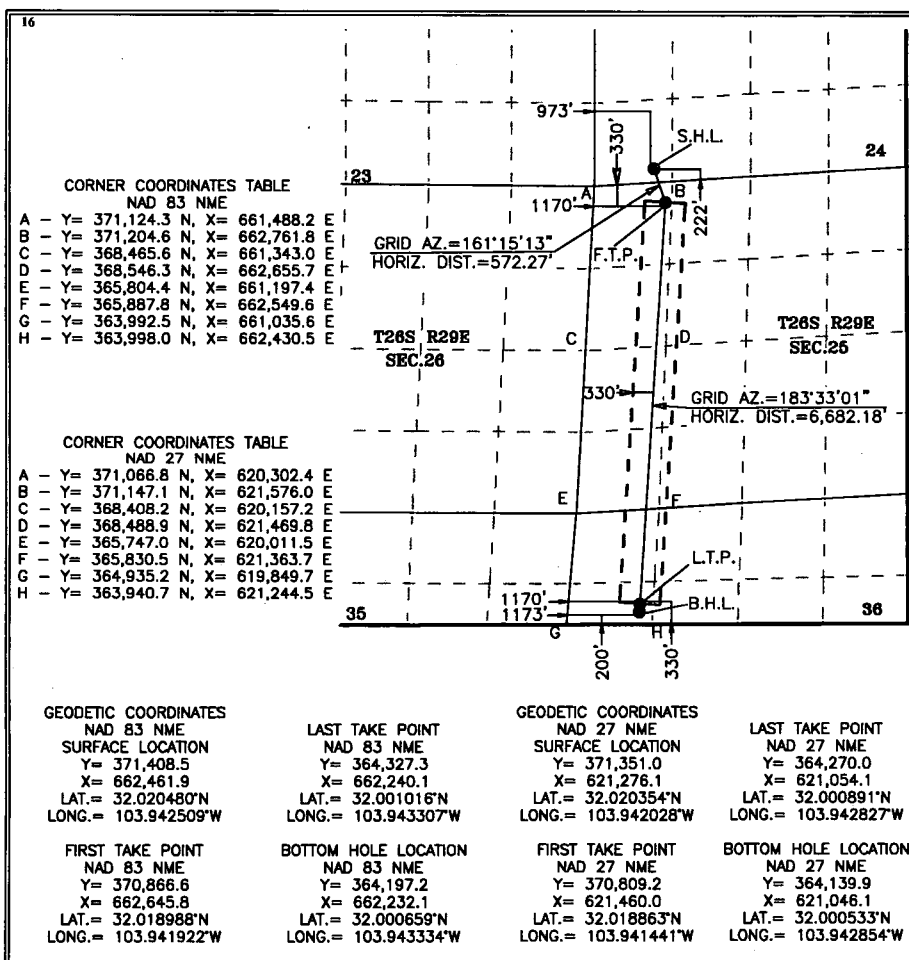 16
973'
330'
S.H.L.
24
23
A
B
1170'
222'
F.T.P.
GRID AZ.=161°15'13"
HORIZ. DIST.=572.27'
CORNER COORDINATES TABLE
NAD 83 NME
A - Y= 371,124.3 N, X= 661,488.2 E
B - Y= 371,204.6 N, X= 662,761.8 E
C - Y= 368,465.6 N, X= 661,343.0 E
D - Y= 368,546.3 N, X= 662,655.7 E
E - Y= 365,804.4 N, X= 661,197.4 E
F - Y= 365,887.8 N, X= 662,549.6 E
G - Y= 363,992.5 N, X= 661,035.6 E
H - Y= 363,998.0 N, X= 662,430.5 E
T26S R29E
SEC.26
C
D
T26S R29E
SEC.25
330'
GRID AZ.=183°33'01"
HORIZ. DIST.=6,682.18'
CORNER COORDINATES TABLE
NAD 27 NME
A - Y= 371,066.8 N, X= 620,302.4 E
B - Y= 371,147.1 N, X= 621,576.0 E
C - Y= 368,408.2 N, X= 620,157.2 E
D - Y= 368,488.9 N, X= 621,469.8 E
E - Y= 365,747.0 N, X= 620,011.5 E
F - Y= 365,830.5 N, X= 621,363.7 E
G - Y= 364,935.2 N, X= 619,849.7 E
H - Y= 363,940.7 N, X= 621,244.5 E
E
F
L.T.P.
1170'
B.H.L.
1173'
35
36
G
H
200'
330'
GEODETIC COORDINATES
NAD 83 NME
SURFACE LOCATION
Y= 371,408.5
X= 662,461.9
LAT.= 32.020480°N
LONG.= 103.942509°W
LAST TAKE POINT
NAD 83 NME
Y= 364,327.3
X= 662,240.1
LAT.= 32.001016°N
LONG.= 103.943307°W
GEODETIC COORDINATES
NAD 27 NME
SURFACE LOCATION
Y= 371,351.0
X= 621,276.1
LAT.= 32.020354°N
LONG.= 103.942028°W
LAST TAKE POINT
NAD 27 NME
Y= 364,270.0
X= 621,054.1
LAT.= 32.000891°N
LONG.= 103.942827°W
FIRST TAKE POINT
NAD 83 NME
Y= 370,866.6
X= 662,645.8
LAT.= 32.018988°N
LONG.= 103.941922°W
BOTTOM HOLE LOCATION
NAD 83 NME
Y= 364,197.2
X= 662,232.1
LAT.= 32.000659°N
LONG.= 103.943334°W
FIRST TAKE POINT
NAD 27 NME
Y= 370,809.2
X= 621,460.0
LAT.= 32.018863°N
LONG.= 103.941441°W
BOTTOM HOLE LOCATION
NAD 27 NME
Y= 364,139.9
X= 621,046.1
LAT.= 32.000533°N
LONG.= 103.942854°W